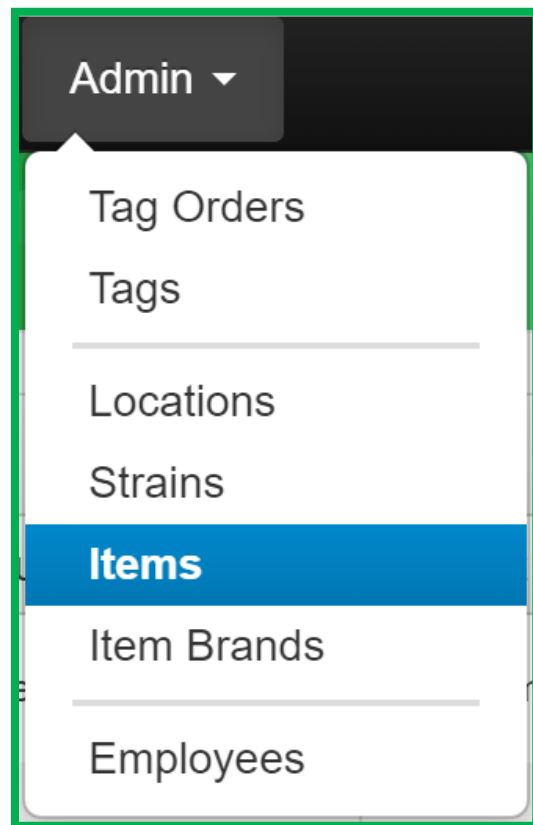 Admin
Tag Orders
Tags
Locations
Strains
Items
Item Brands
Employees